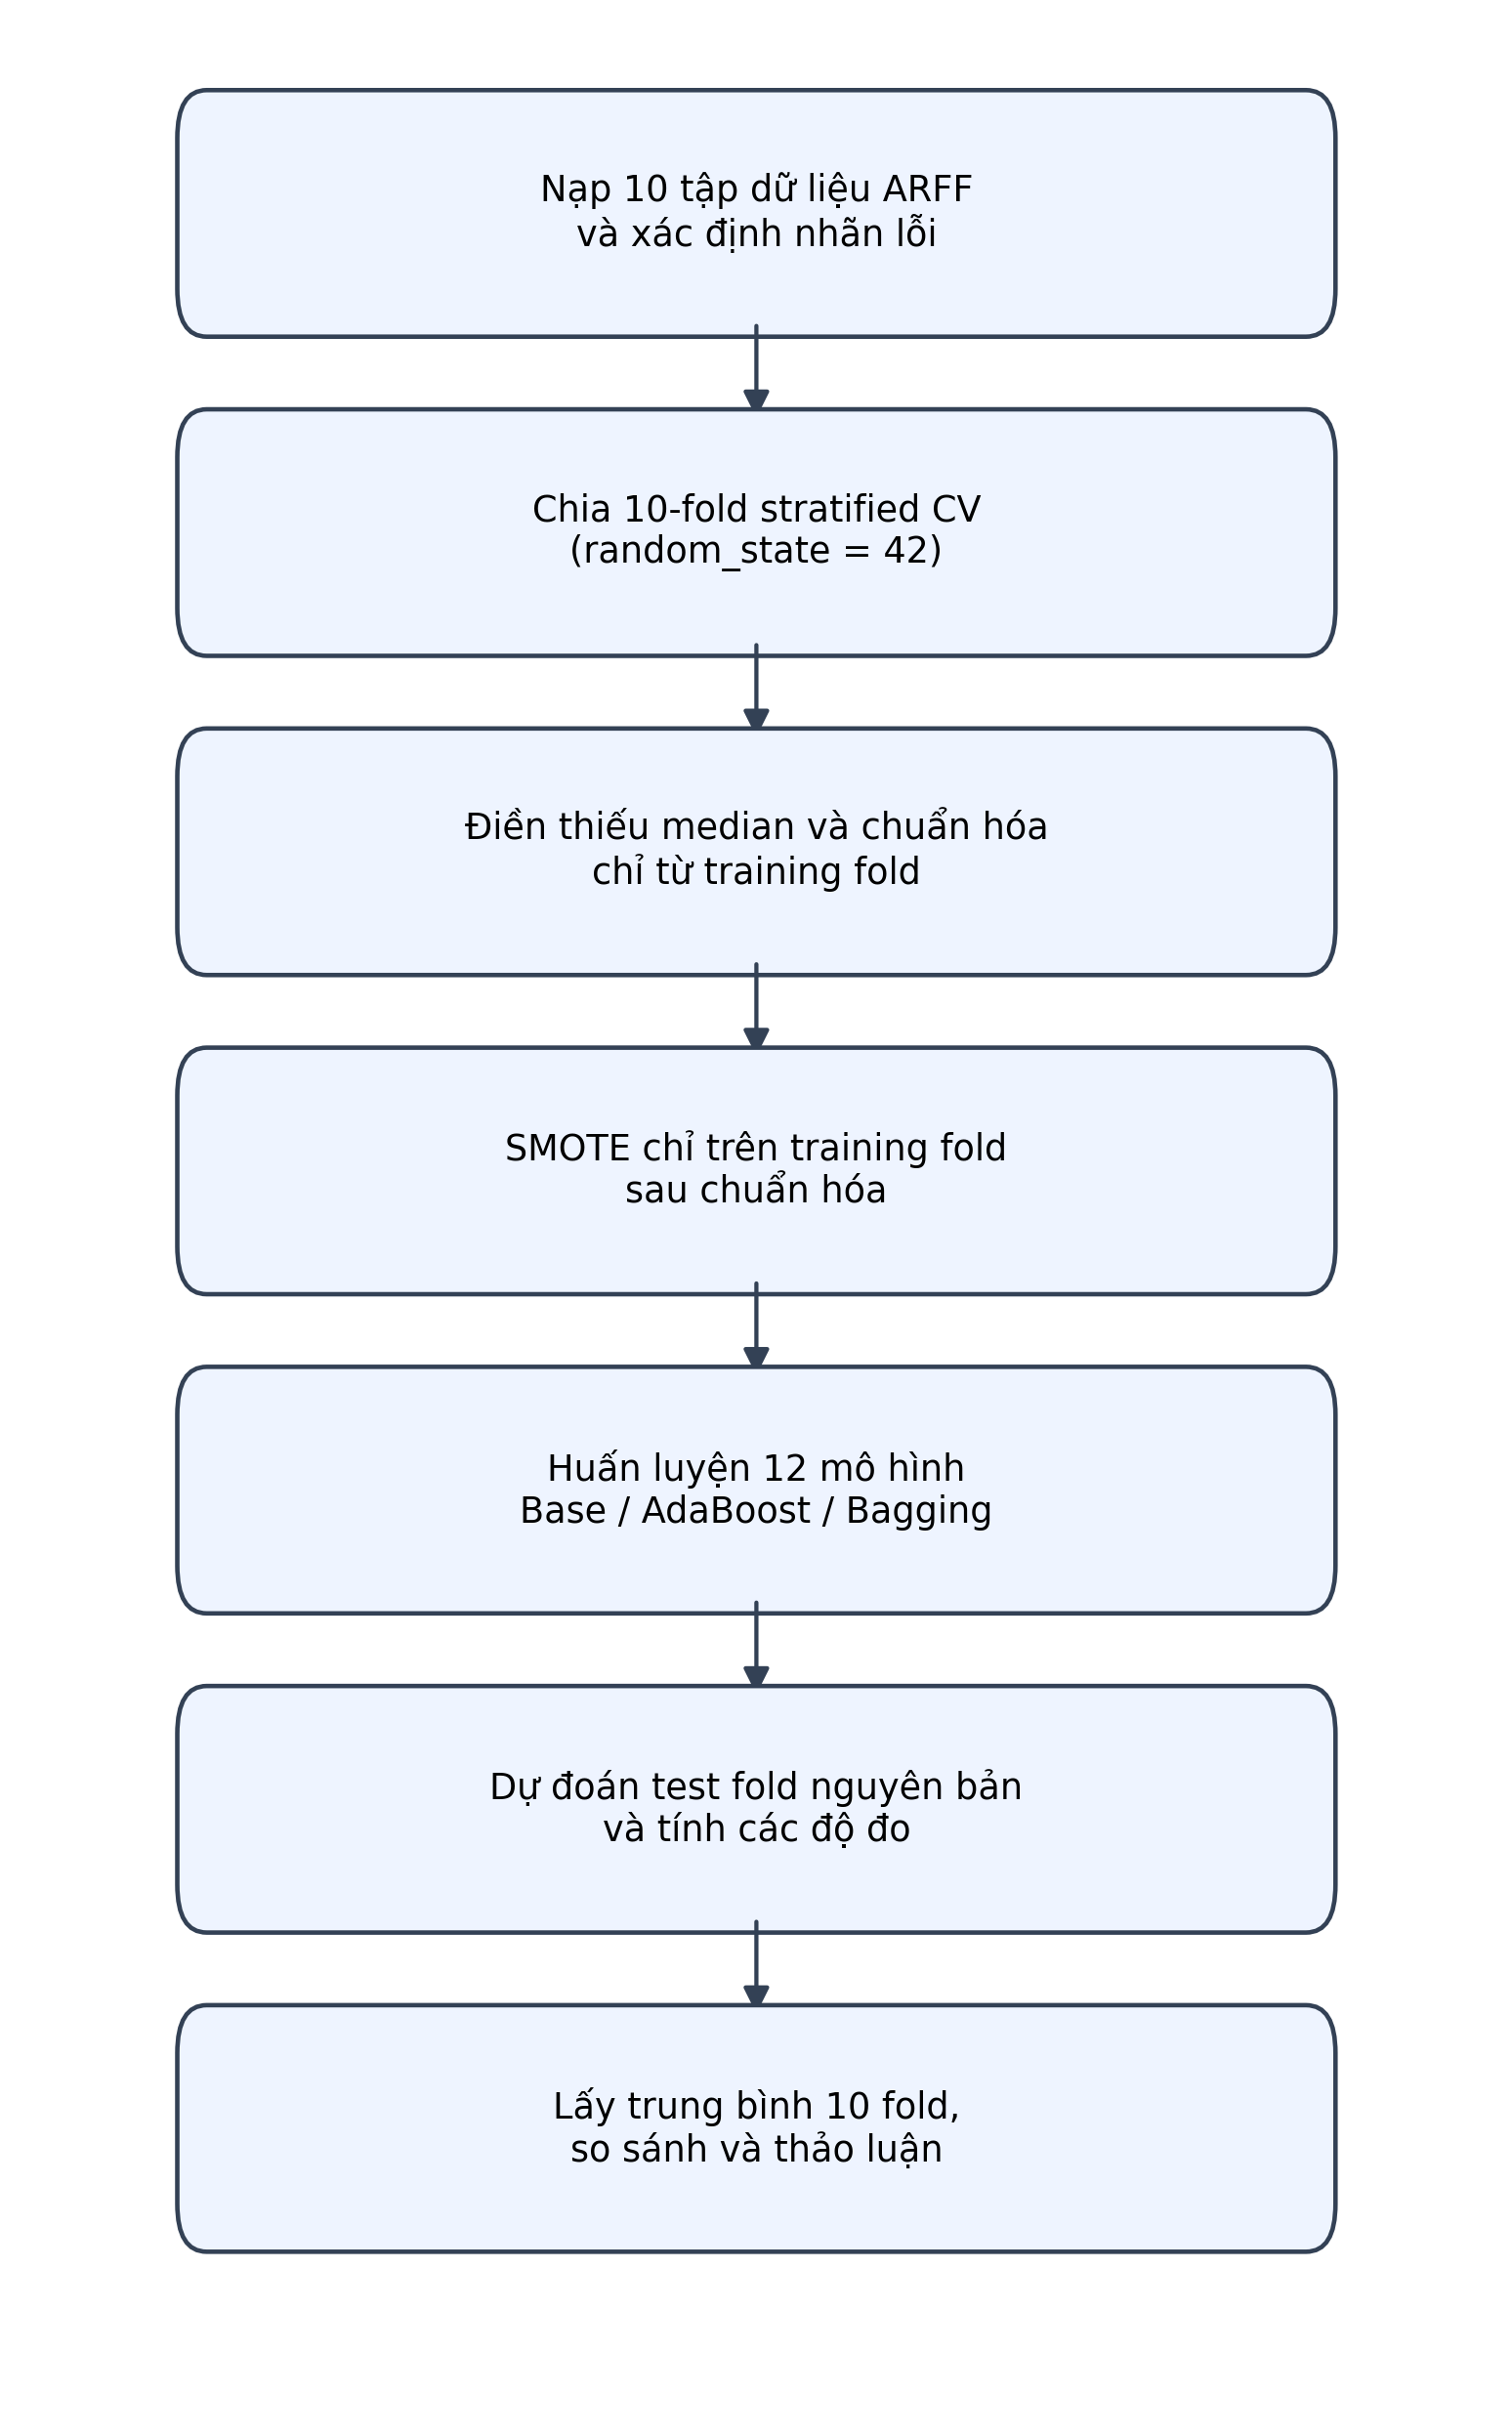 Nạp 10 tập dữ liệu ARFF
và xác định nhãn lỗi
Chia 10-fold stratified CV
(random_state = 42)
Điền thiếu median và chuẩn hóa
chỉ từ training fold
SMOTE chỉ trên training fold
sau chuẩn hóa
Huấn luyện 12 mô hình
Base / AdaBoost / Bagging
Dự đoán test fold nguyên bản
và tính các độ đo
Lấy trung bình 10 fold,
so sánh và thảo luận